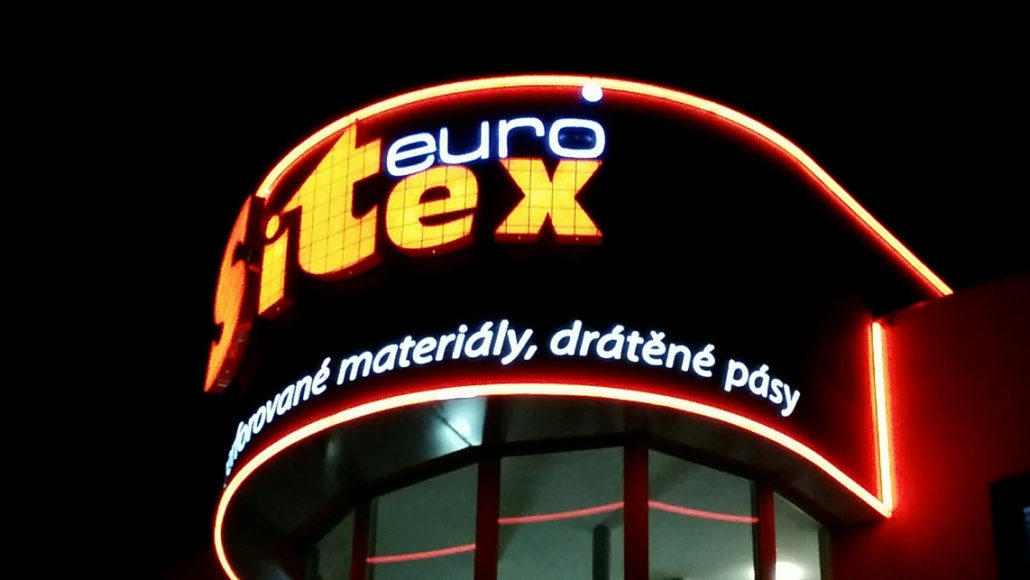 euro
Sitex
materiály, drátěné pásy